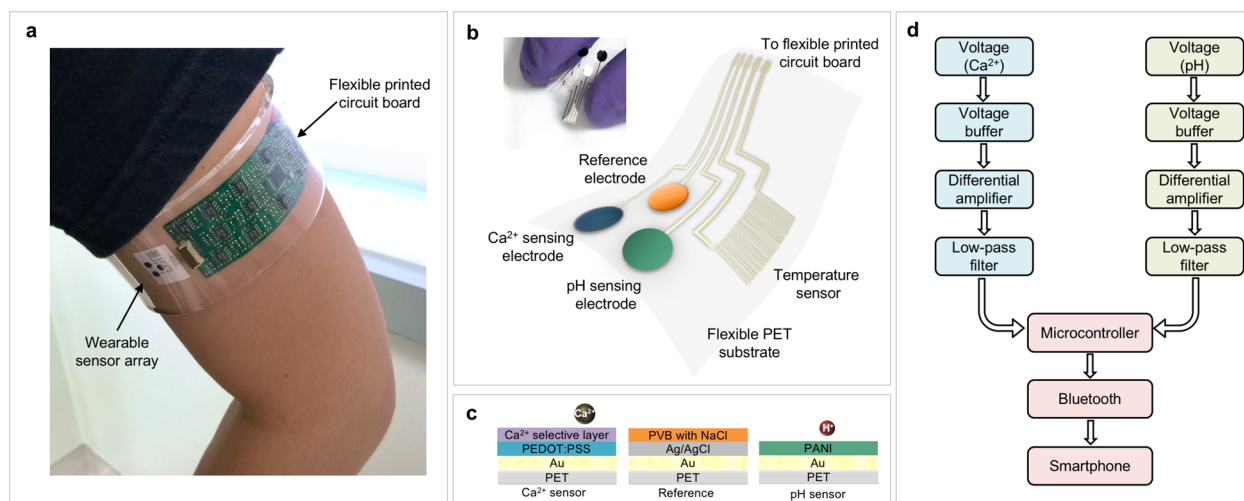 a
Flexible printed
circuit board
Wearable
sensor array
b
To flexible printed
circuit board
Reference
electrode
Ca²⁺ sensing
electrode
pH sensing
electrode
Temperature
sensor
Flexible PET
substrate
c
Ca²⁺
Ca²⁺ selective layer
PEDOT:PSS
Au
PET
Ca²⁺ sensor
PVB with NaCl
Ag/AgCl
Au
PET
Reference
H⁺
PANI
Au
PET
pH sensor
d
Voltage
(Ca²⁺)
Voltage
buffer
Differential
amplifier
Low-pass
filter
Voltage
(pH)
Voltage
buffer
Differential
amplifier
Low-pass
filter
Microcontroller
Bluetooth
Smartphone